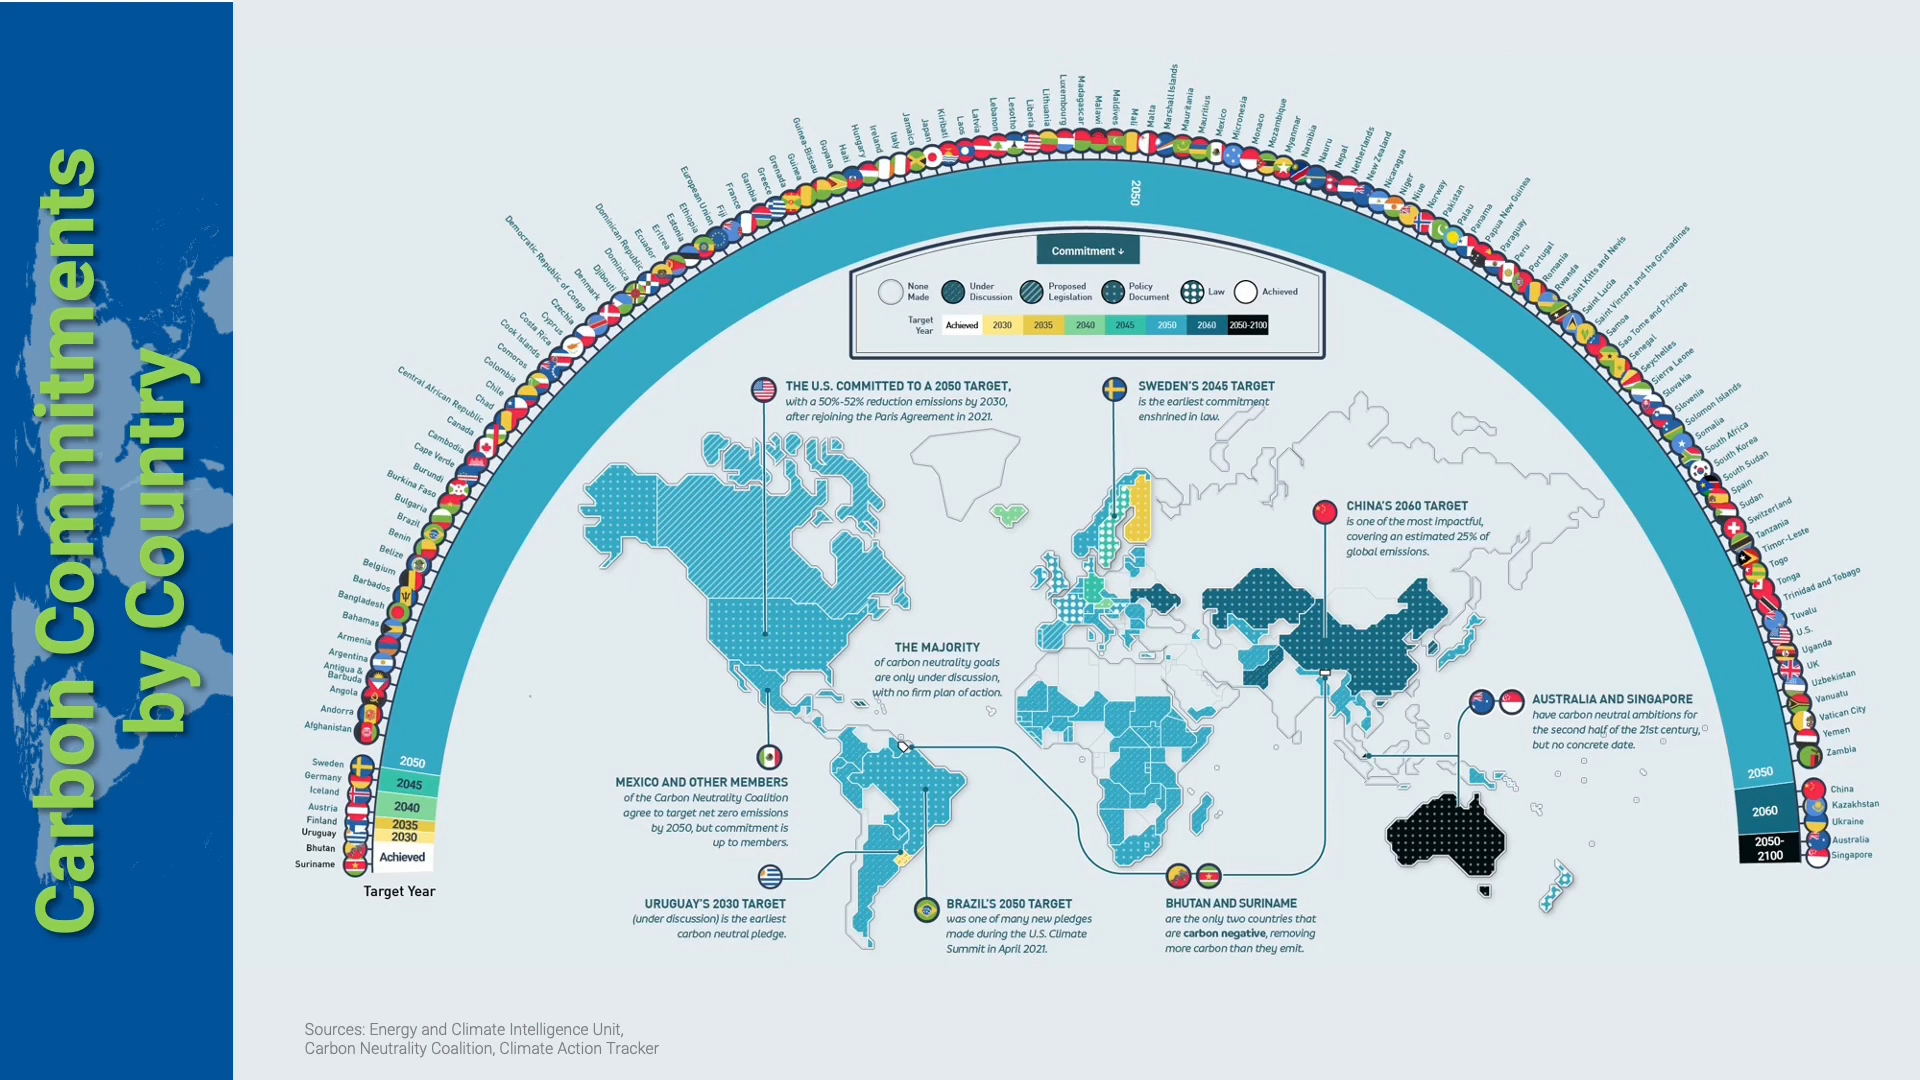 Carbon Commitments
by Country
Afghanistan
Andorra
Angola
Antigua &
Barbuda
Argentina
Armenia
Bahamas
Bangladesh
Barbados
Belgium
Belize
Benin
Brazil
Bulgaria
Burkina Faso
Burundi
Cape Verde
Cambodia
Canada
Central African Republic
Chad
Chile
Colombia
Comoros
Cook Islands
Costa Rica
Cyprus
Czechia
Democratic Republic of Congo
Denmark
Djibouti
Dominica
Dominican Republic
Ecuador
Eritrea
Estonia
Ethiopia
European Union
Fiji
France
Gambia
Greece
Grenada
Guinea
Guinea-Bissau
Guyana
Haiti
Hungary
Ireland
Italy
Jamaica
Japan
Kiribati
Laos
Latvia
Lebanon
Lesotho
Liberia
Lithuania
Luxembourg
Madagascar
Malawi
Maldives
Mali
Malta
Marshall Islands
Mauritania
Mauritius
Mexico
Micronesia
Monaco
Mozambique
Myanmar
Namibia
Nauru
Nepal
Netherlands
New Zealand
Nicaragua
Niger
Niue
Norway
Pakistan
Palau
Panama
Papua New Guinea
Paraguay
Peru
Portugal
Romania
Rwanda
Saint Kitts and Nevis
Saint Lucia
Saint Vincent and the Grenadines
Samoa
Sao Tome and Principe
Senegal
Seychelles
Sierra Leone
Slovakia
Slovenia
Solomon Islands
Somalia
South Africa
South Korea
South Sudan
Spain
Sudan
Switzerland
Tanzania
Timor-Leste
Togo
Tonga
Trinidad and Tobago
Tuvalu
U.S.
Uganda
UK
Uzbekistan
Vanuatu
Vatican City
Yemen
Zambia
2050
Commitment ↓
None
Made
Under
Discussion
Proposed
Legislation
Policy
Document
Law
Achieved
Target
Year
Achieved 2030 2035 2040 2045 2050 2060 2050-2100
THE U.S. COMMITTED TO A 2050 TARGET,
with a 50%-52% reduction emissions by 2030,
after rejoining the Paris Agreement in 2021.
SWEDEN'S 2045 TARGET
is the earliest commitment
enshrined in law.
CHINA'S 2060 TARGET
is one of the most impactful,
covering an estimated 25% of
global emissions.
THE MAJORITY
of carbon neutrality goals
are only under discussion,
with no firm plan of action.
AUSTRALIA AND SINGAPORE
have carbon neutral ambitions for
the second half of the 21st century,
but no concrete date.
MEXICO AND OTHER MEMBERS
of the Carbon Neutrality Coalition
agree to target net zero emissions
by 2050, but commitment is
up to members.
URUGUAY'S 2030 TARGET
(under discussion) is the earliest
carbon neutral pledge.
BRAZIL'S 2050 TARGET
was one of many new pledges
made during the U.S. Climate
Summit in April 2021.
BHUTAN AND SURINAME
are the only two countries that
are carbon negative, removing
more carbon than they emit.
Sweden
Germany
Iceland
Austria
Finland
Uruguay
Bhutan
Suriname
2050
2045
2040
2035
2030
Achieved
Target Year
2050
2060
2050-
2100
China
Kazakhstan
Ukraine
Australia
Singapore
Sources: Energy and Climate Intelligence Unit,
Carbon Neutrality Coalition, Climate Action Tracker